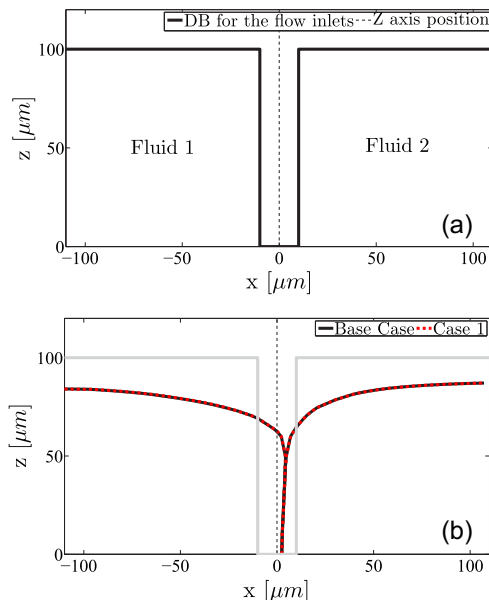 DB for the flow inlets Z axis position
100
50
0
z [μm]
Fluid 1
Fluid 2
(a)
−100 −50 0 50 100
x [μm]
Base Case Case 1
100
50
0
z [μm]
(b)
−100 −50 0 50 100
x [μm]